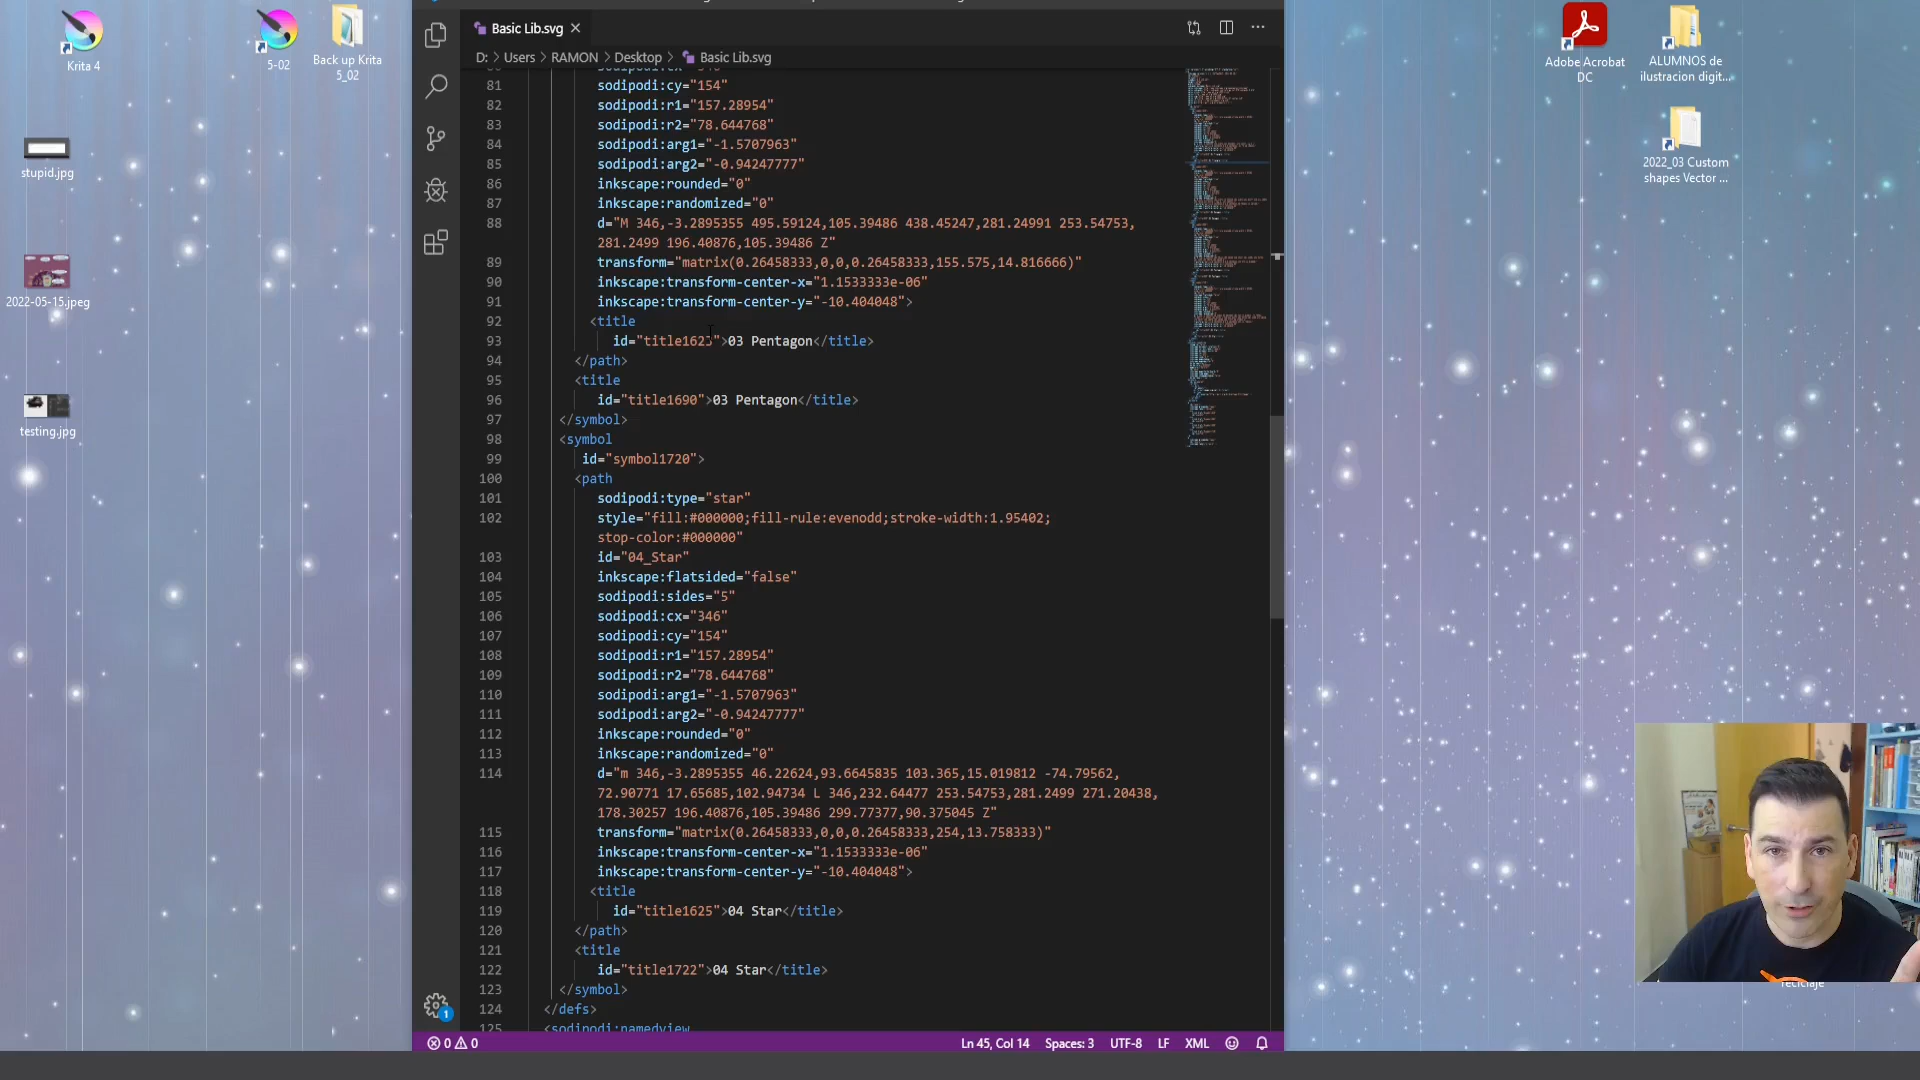 Krita 4
5-02
Back up Krita
5_02
stupid.jpg
2022-05-15.jpeg
testing.jpg
Adobe Acrobat
DC
ALUMNOS de
ilustracion digit...
2022_03 Custom
shapes Vector ...
reciclaje
Basic Lib.svg
D: > Users > RAMON > Desktop > Basic Lib.svg
81 sodipodi:cy="154"
82 sodipodi:r1="157.28954"
83 sodipodi:r2="78.644768"
84 sodipodi:arg1="-1.5707963"
85 sodipodi:arg2="-0.94247777"
86 inkscape:rounded="0"
87 inkscape:randomized="0"
88 d="M 346,-3.2895355 495.59124,105.39486 438.45247,281.24991 253.54753,
281.2499 196.40876,105.39486 Z"
89 transform="matrix(0.26458333,0,0,0.26458333,155.575,14.816666)"
90 inkscape:transform-center-x="1.1533333e-06"
91 inkscape:transform-center-y="-10.404048">
92 <title
93 id="title1623">03 Pentagon</title>
94 </path>
95 <title
96 id="title1690">03 Pentagon</title>
97 </symbol>
98 <symbol
99 id="symbol1720">
100 <path
101 sodipodi:type="star"
102 style="fill:#000000;fill-rule:evenodd;stroke-width:1.95402;
stop-color:#000000"
103 id="04_Star"
104 inkscape:flatsided="false"
105 sodipodi:sides="5"
106 sodipodi:cx="346"
107 sodipodi:cy="154"
108 sodipodi:r1="157.28954"
109 sodipodi:r2="78.644768"
110 sodipodi:arg1="-1.5707963"
111 sodipodi:arg2="-0.94247777"
112 inkscape:rounded="0"
113 inkscape:randomized="0"
114 d="m 346,-3.2895355 46.22624,93.6645835 103.365,15.019812 -74.79562,
72.90771 17.65685,102.94734 L 346,232.64477 253.54753,281.2499 271.20438,
178.30257 196.40876,105.39486 299.77377,90.375045 Z"
115 transform="matrix(0.26458333,0,0,0.26458333,254,13.758333)"
116 inkscape:transform-center-x="1.1533333e-06"
117 inkscape:transform-center-y="-10.404048">
118 <title
119 id="title1625">04 Star</title>
120 </path>
121 <title
122 id="title1722">04 Star</title>
123 </symbol>
124 </defs>
125 <sodipodi:namedview
1
0 0
Ln 45, Col 14 Spaces: 3 UTF-8 LF XML